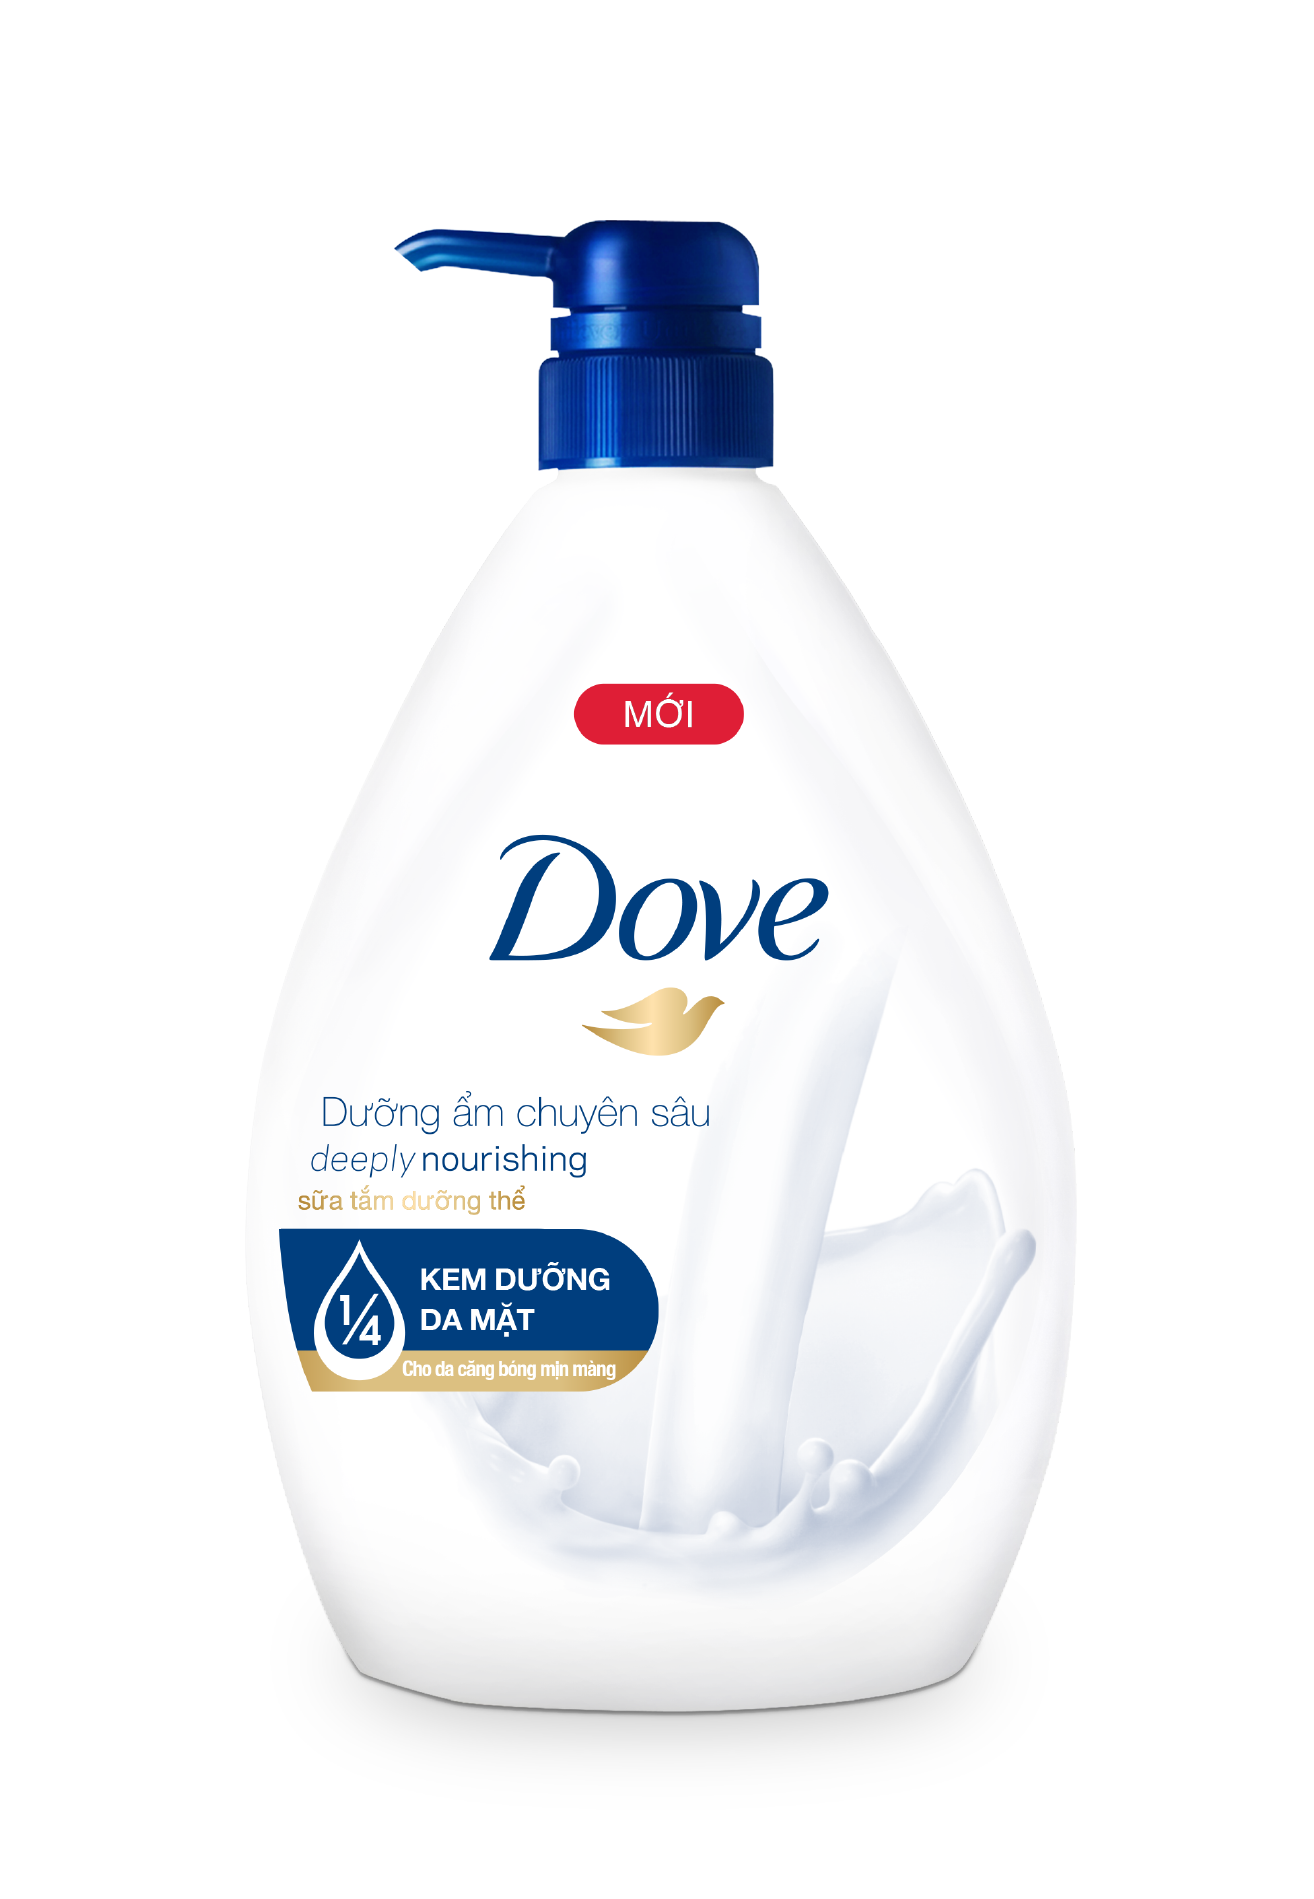 MỚI
Dove
Dưỡng ẩm chuyên sâu
deeply nourishing
sữa tắm dưỡng thể
1/4
KEM DƯỠNG
DA MẶT
Cho da căng bóng mịn màng